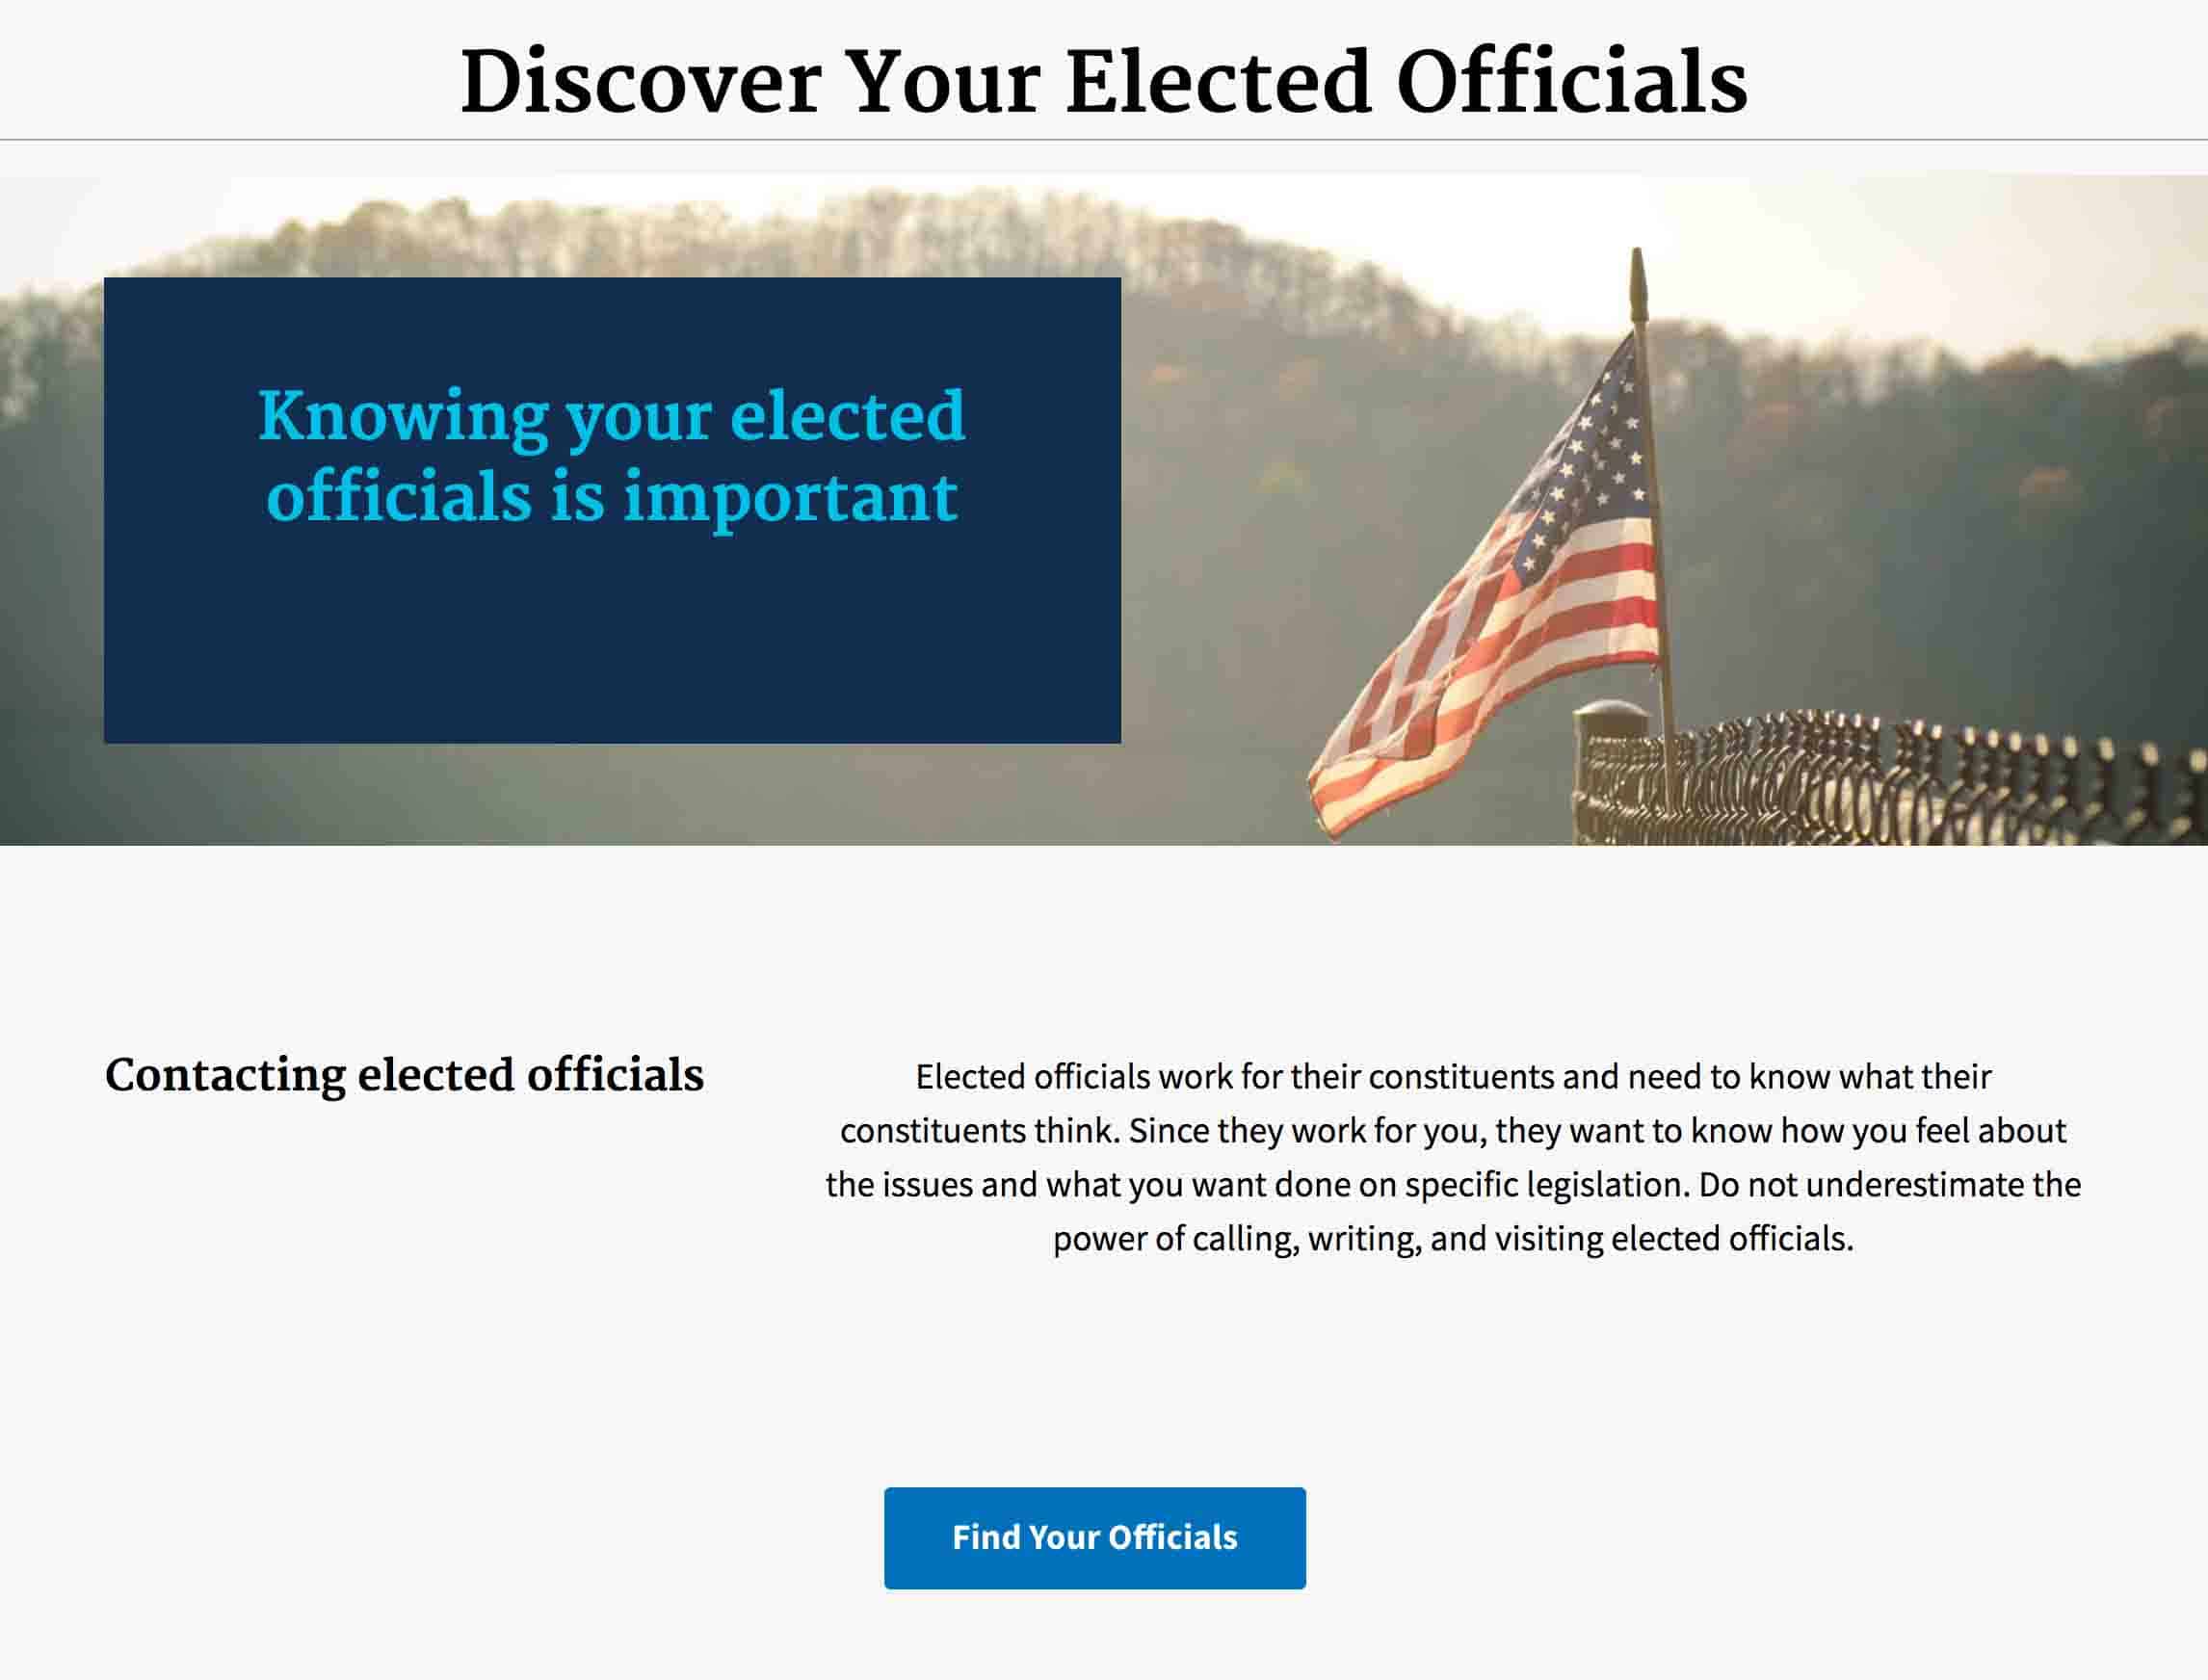 Discover Your Elected Officials
Knowing your elected
officials is important
Contacting elected officials
Elected officials work for their constituents and need to know what their
constituents think. Since they work for you, they want to know how you feel about
the issues and what you want done on specific legislation. Do not underestimate the
power of calling, writing, and visiting elected officials.
Find Your Officials